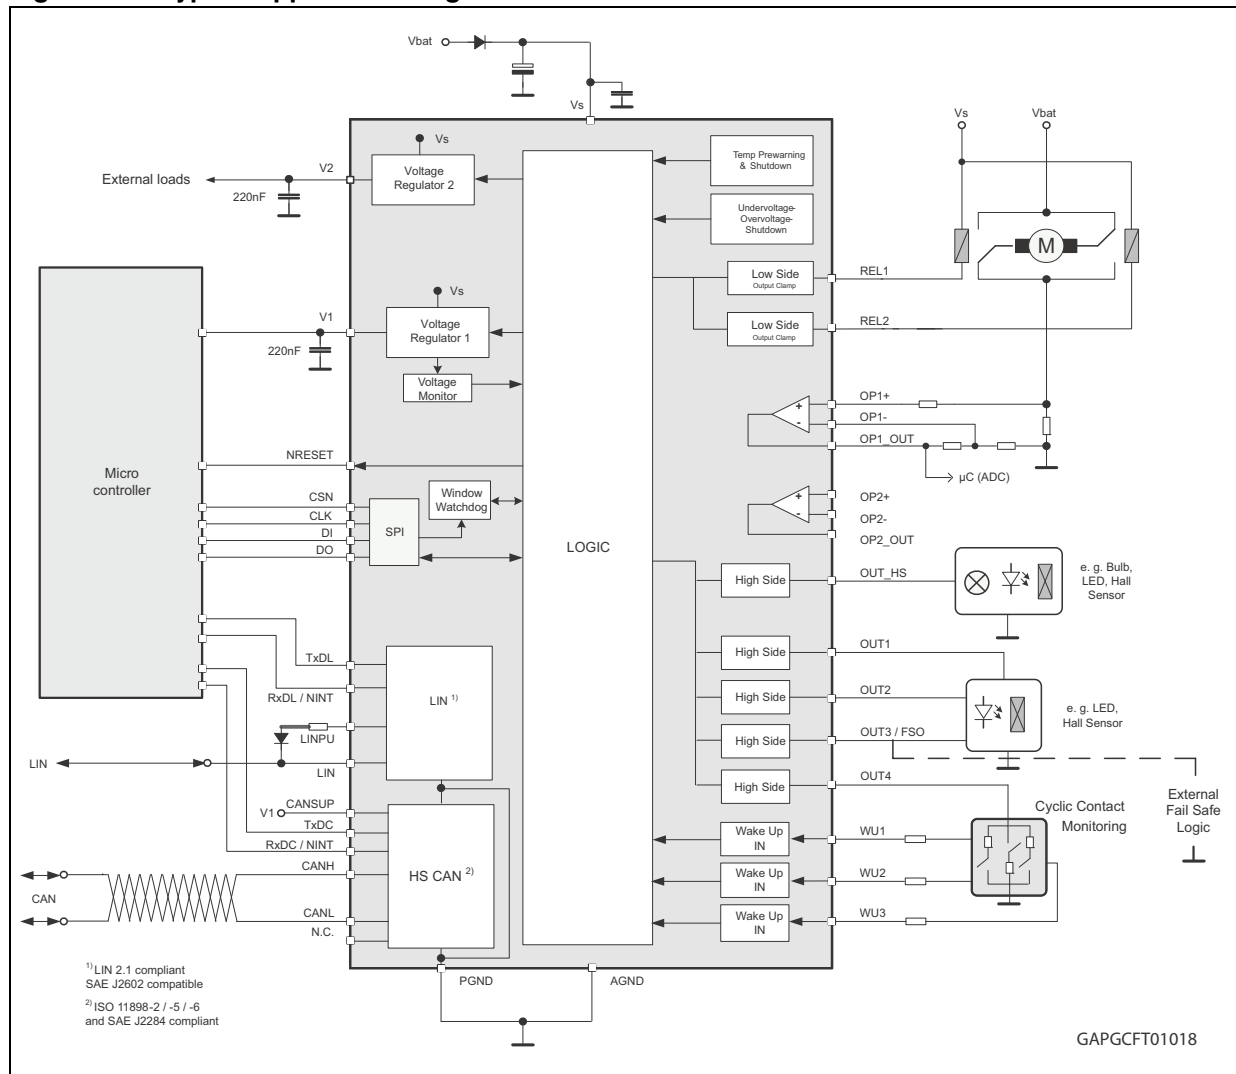 Vbat
Vs
Vs
Vbat
Vs
V2
Voltage
Regulator 2
External loads
220nF
Temp Prewarning
& Shutdown
Undervoltage-
Overvoltage-
Shutdown
M
Low Side
Output Clamp
REL1
Vs
V1
Voltage
Regulator 1
220nF
Low Side
Output Clamp
REL2
Voltage
Monitor
+
-
OP1+
OP1-
OP1_OUT
µC (ADC)
Micro
controller
NRESET
CSN
CLK
DI
DO
SPI
Window
Watchdog
LOGIC
+
-
OP2+
OP2-
OP2_OUT
High Side
OUT_HS
e. g. Bulb,
LED, Hall
Sensor
TxDL
RxDL / NINT
LIN 1)
LINPU
LIN
LIN
High Side
OUT1
High Side
OUT2
High Side
OUT3 / FSO
e. g. LED,
Hall Sensor
High Side
OUT4
External
Fail Safe
Logic
Cyclic Contact
Monitoring
V1
CANSUP
TxDC
RxDC / NINT
CANH
HS CAN 2)
CAN
CANL
N.C.
Wake Up
IN
WU1
Wake Up
IN
WU2
Wake Up
IN
WU3
PGND
AGND
1) LIN 2.1 compliant
SAE J2602 compatible
2) ISO 11898-2 / -5 / -6
and SAE J2284 compliant
GAPGCFT01018